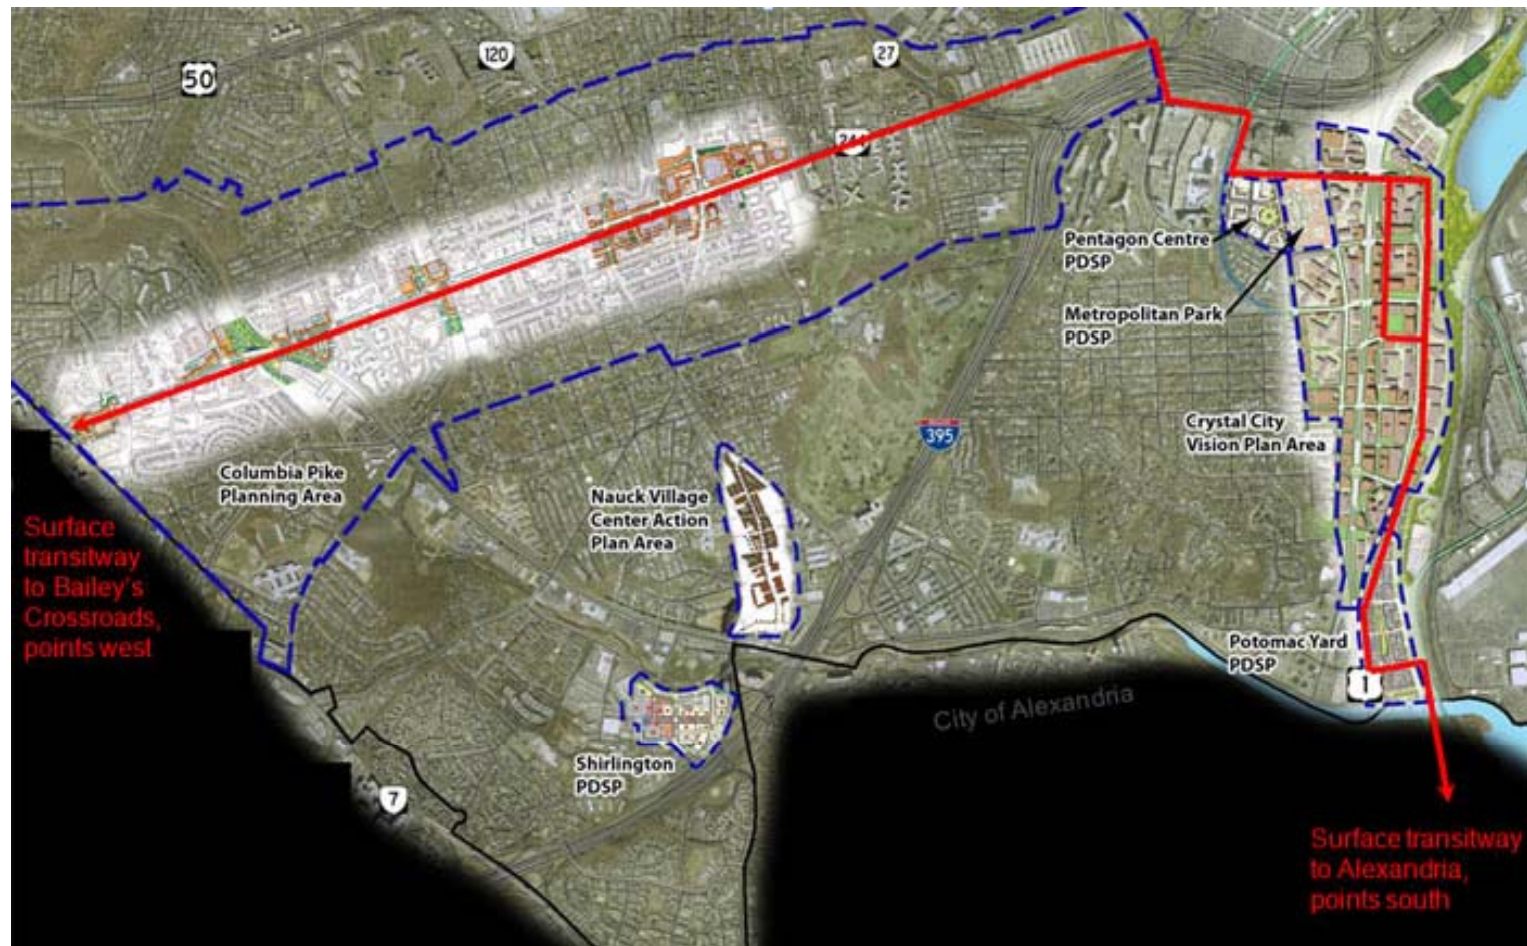 50
120
27
244
Pentagon Centre
PDSP
Metropolitan Park
PDSP
395
Crystal City
Vision Plan Area
Columbia Pike
Planning Area
Nauck Village
Center Action
Plan Area
Surface
transitway
to Bailey's
Crossroads,
points west
Potomac Yard
PDSP
1
City of Alexandria
Shirlington
PDSP
7
Surface transitway
to Alexandria,
points south